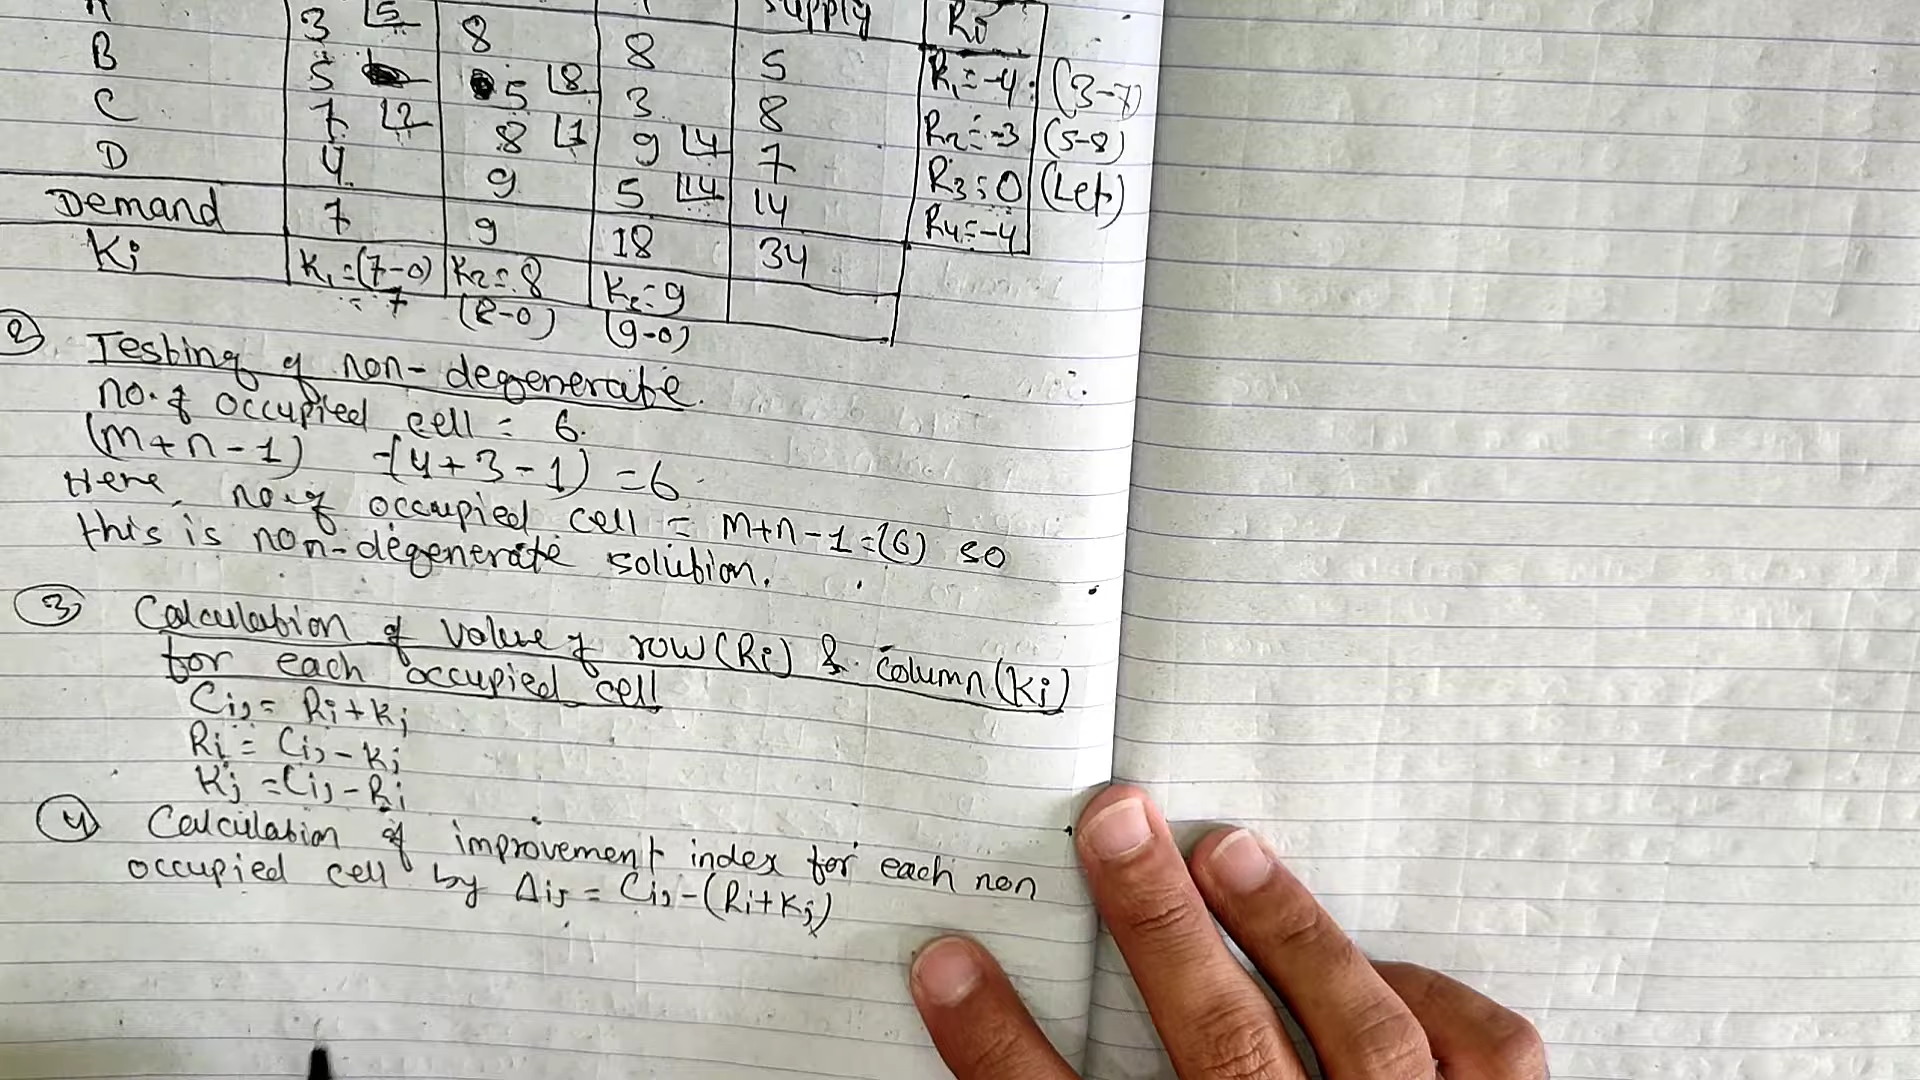 supply Ri
3 5 8 8 5 R1=-4 (3-7)
B 5 5 8 3 8 R2=-3 (5-8)
C 7 2 8 1 9 4 7 R3=0 (Let)
D 4 9 5 14 14 R4=-4
Demand 7 9 18 34
Kj K1=(7-0) K2=8 =9
=7 (8-0) (9-0)
2 Testing of non-degenerate.
no. of occupied cell = 6.
(m+n-1) -(4+3-1) =6
Here, no. of occupied cell = m+n-1=(6) so
this is non-degenerate solution.
3 Calculation of value of row(Ri) & column(Kj)
for each occupied cell
Cij= Ri+Kj
Ri = Cij-Kj
Kj =Cij-Ri
4 Calculation of improvement index for each non
occupied cell by Δij = Cij-(Ri+Kj)